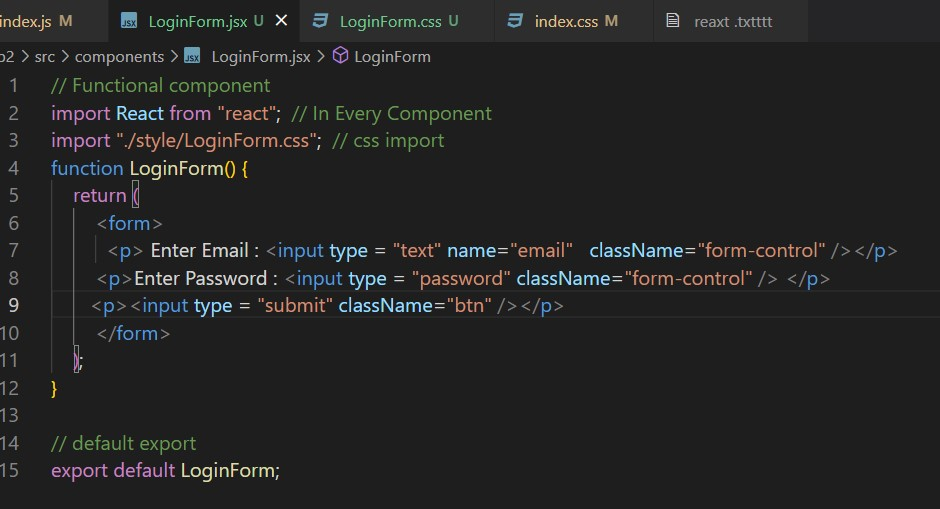 index.js M JSX LoginForm.jsx U × LoginForm.css U index.css M reaxt .txtttt
p2 > src > components > JSX LoginForm.jsx > LoginForm
1 // Functional component
2 import React from "react"; // In Every Component
3 import "./style/LoginForm.css"; // css import
4 function LoginForm() {
5 return (
6 <form>
7 <p> Enter Email : <input type = "text" name="email" className="form-control" /></p>
8 <p>Enter Password : <input type = "password" className="form-control" /> </p>
9 <p><input type = "submit" className="btn" /></p>
10 </form>
11 );
12 }
13
14 // default export
15 export default LoginForm;